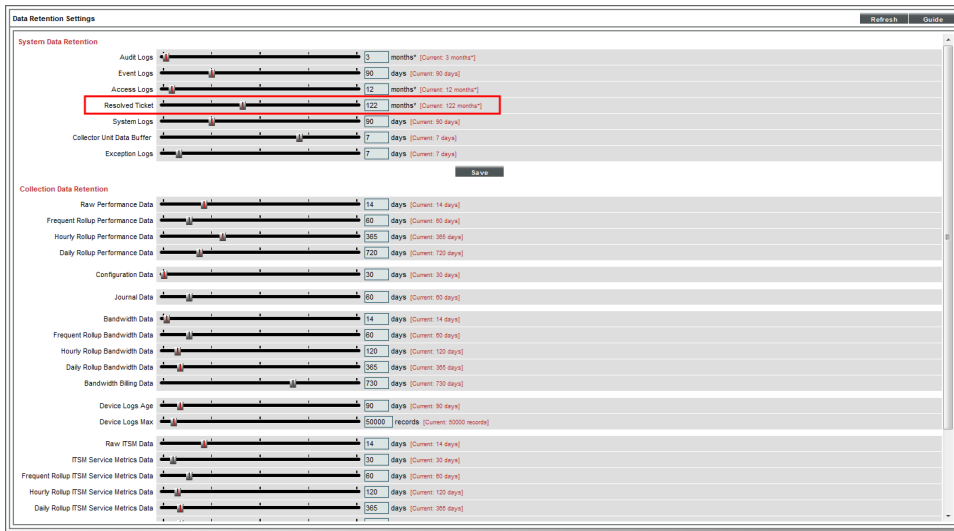 Data Retention Settings Refresh Guide
System Data Retention
Audit Logs 3 months* [Current: 3 months*]
Event Logs 90 days [Current: 90 days]
Access Logs 12 months* [Current: 12 months*]
Resolved Ticket 122 months* [Current: 122 months*]
System Logs 90 days [Current: 90 days]
Collector Unit Data Buffer 7 days [Current: 7 days]
Exception Logs 7 days [Current: 7 days]
Save
Collection Data Retention
Raw Performance Data 14 days [Current: 14 days]
Frequent Rollup Performance Data 60 days [Current: 60 days]
Hourly Rollup Performance Data 365 days [Current: 365 days]
Daily Rollup Performance Data 720 days [Current: 720 days]
Configuration Data 30 days [Current: 30 days]
Journal Data 60 days [Current: 60 days]
Bandwidth Data 14 days [Current: 14 days]
Frequent Rollup Bandwidth Data 60 days [Current: 60 days]
Hourly Rollup Bandwidth Data 120 days [Current: 120 days]
Daily Rollup Bandwidth Data 365 days [Current: 365 days]
Bandwidth Billing Data 730 days [Current: 730 days]
Device Logs Age 90 days [Current: 90 days]
Device Logs Max 50000 records [Current: 50000 records]
Raw ITSM Data 14 days [Current: 14 days]
ITSM Service Metrics Data 30 days [Current: 30 days]
Frequent Rollup ITSM Service Metrics Data 60 days [Current: 60 days]
Hourly Rollup ITSM Service Metrics Data 120 days [Current: 120 days]
Daily Rollup ITSM Service Metrics Data 365 days [Current: 365 days]